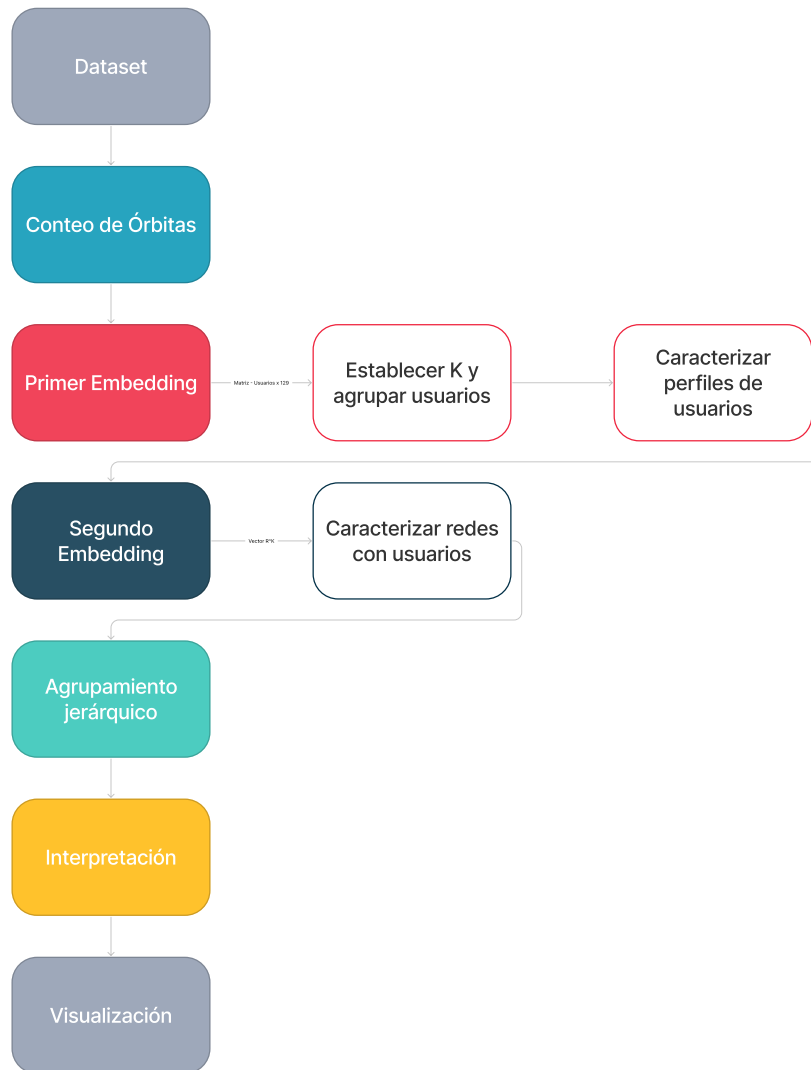 Dataset
Conteo de Órbitas
Primer Embedding
Matriz - Usuarios x 129
Establecer K y
agrupar usuarios
Caracterizar
perfiles de
usuarios
Segundo
Embedding
Vector R^K
Caracterizar redes
con usuarios
Agrupamiento
jerárquico
Interpretación
Visualización